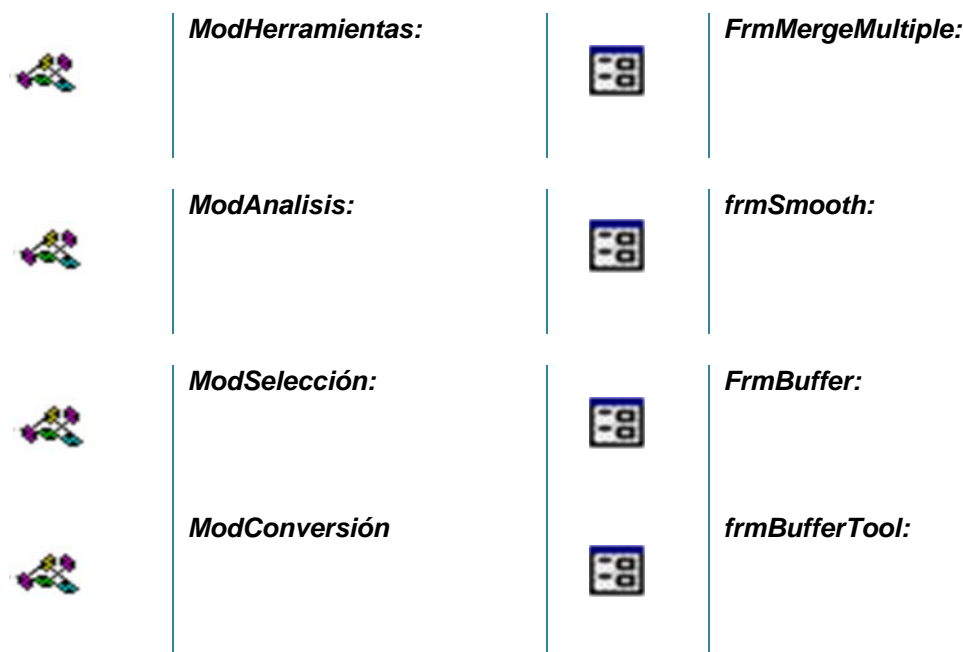 ModHerramientas:
FrmMergeMultiple:
ModAnalisis:
frmSmooth:
ModSelección:
FrmBuffer:
ModConversión
frmBufferTool: